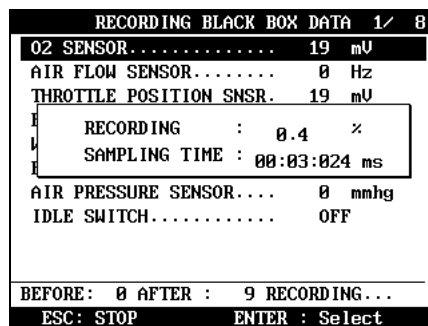 RECORDING BLACK BOX DATA 1/ 8
O2 SENSOR.............. 19 mV
AIR FLOW SENSOR........ 0 Hz
THROTTLE POSITION SNSR. 19 mV
RECORDING : 0.4 %
SAMPLING TIME : 00:03:024 ms
AIR PRESSURE SENSOR.... 0 mmhg
IDLE SWITCH............ OFF
BEFORE: 0 AFTER : 9 RECORDING...
ESC: STOP ENTER : Select